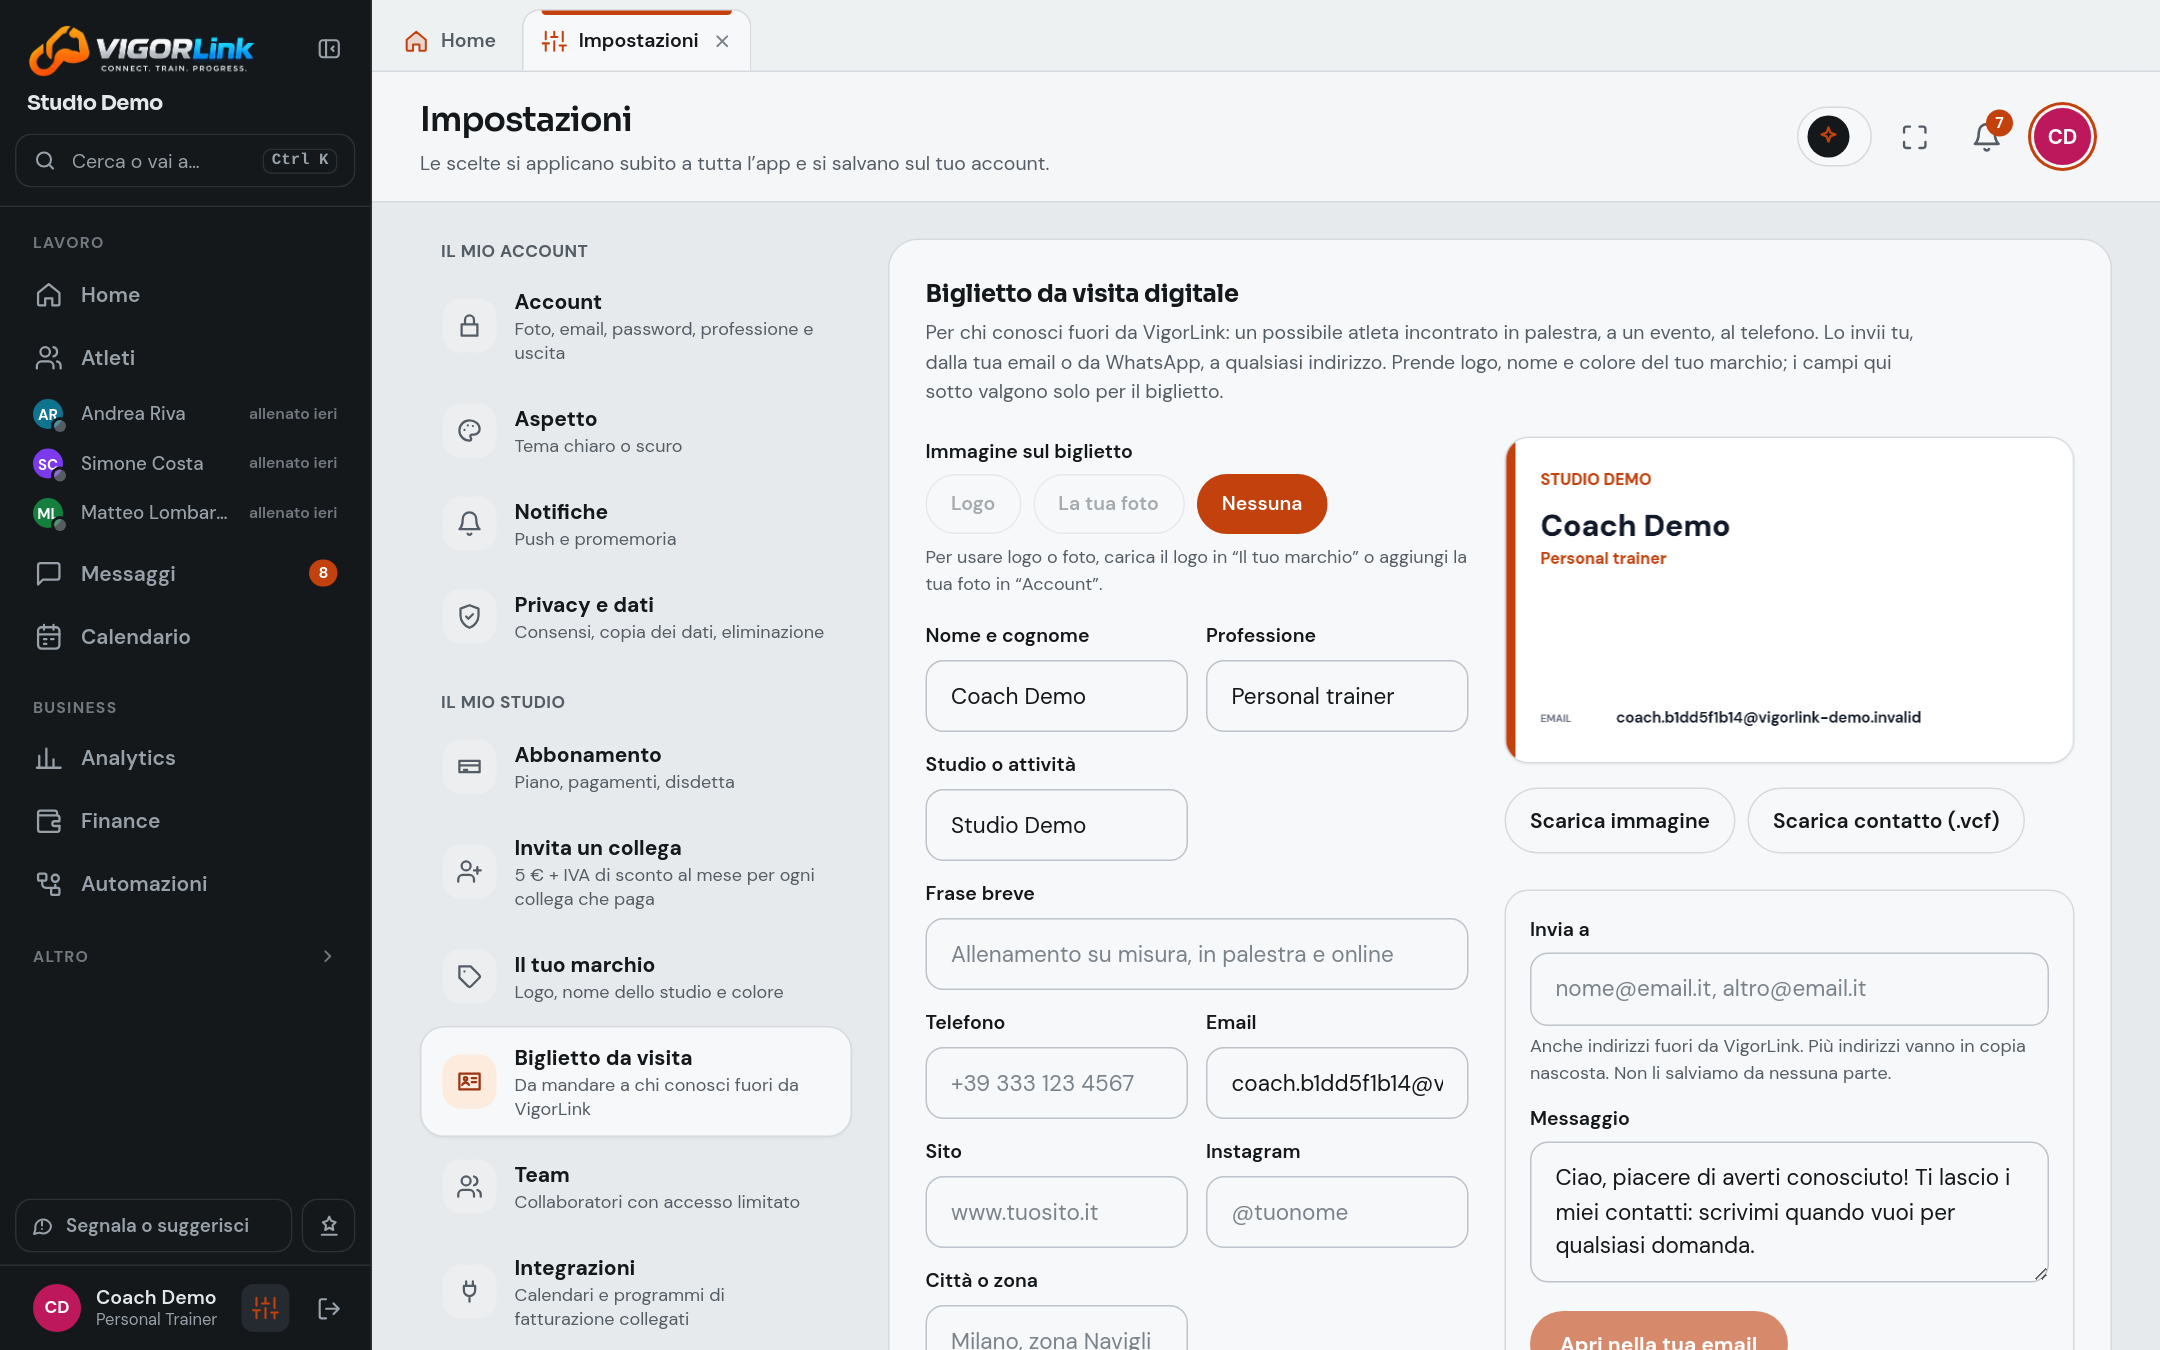 VIGORLink
CONNECT. TRAIN. PROGRESS.
Studio Demo
Cerca o vai a...
Ctrl K
LAVORO
Home
Atleti
AR Andrea Riva allenato ieri
SC Simone Costa allenato ieri
ML Matteo Lombar... allenato ieri
Messaggi 8
Calendario
BUSINESS
Analytics
Finance
Automazioni
ALTRO
Segnala o suggerisci
CD
Coach Demo
Personal Trainer
Home
Impostazioni
Impostazioni
Le scelte si applicano subito a tutta l’app e si salvano sul tuo account.
7
CD
IL MIO ACCOUNT
Account
Foto, email, password, professione e
uscita
Aspetto
Tema chiaro o scuro
Notifiche
Push e promemoria
Privacy e dati
Consensi, copia dei dati, eliminazione
IL MIO STUDIO
Abbonamento
Piano, pagamenti, disdetta
Invita un collega
5 € + IVA di sconto al mese per ogni
collega che paga
Il tuo marchio
Logo, nome dello studio e colore
Biglietto da visita
Da mandare a chi conosci fuori da
VigorLink
Team
Collaboratori con accesso limitato
Integrazioni
Calendari e programmi di
fatturazione collegati
Biglietto da visita digitale
Per chi conosci fuori da VigorLink: un possibile atleta incontrato in palestra, a un evento, al telefono. Lo invii tu,
dalla tua email o da WhatsApp, a qualsiasi indirizzo. Prende logo, nome e colore del tuo marchio; i campi qui
sotto valgono solo per il biglietto.
Immagine sul biglietto
Logo
La tua foto
Nessuna
Per usare logo o foto, carica il logo in “Il tuo marchio” o aggiungi la
tua foto in “Account”.
Nome e cognome
Coach Demo
Professione
Personal trainer
Studio o attività
Studio Demo
Frase breve
Allenamento su misura, in palestra e online
Telefono
+39 333 123 4567
Email
coach.b1dd5f1b14@v
Sito
www.tuosito.it
Instagram
@tuonome
Città o zona
Milano, zona Navigli
STUDIO DEMO
Coach Demo
Personal trainer
EMAIL coach.b1dd5f1b14@vigorlink-demo.invalid
Scarica immagine
Scarica contatto (.vcf)
Invia a
nome@email.it, altro@email.it
Anche indirizzi fuori da VigorLink. Più indirizzi vanno in copia
nascosta. Non li salviamo da nessuna parte.
Messaggio
Ciao, piacere di averti conosciuto! Ti lascio i
miei contatti: scrivimi quando vuoi per
qualsiasi domanda.
Apri nella tua email